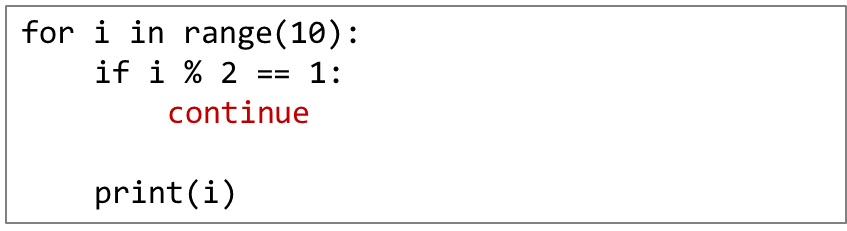 for i in range(10):
    if i % 2 == 1:
        continue

    print(i)